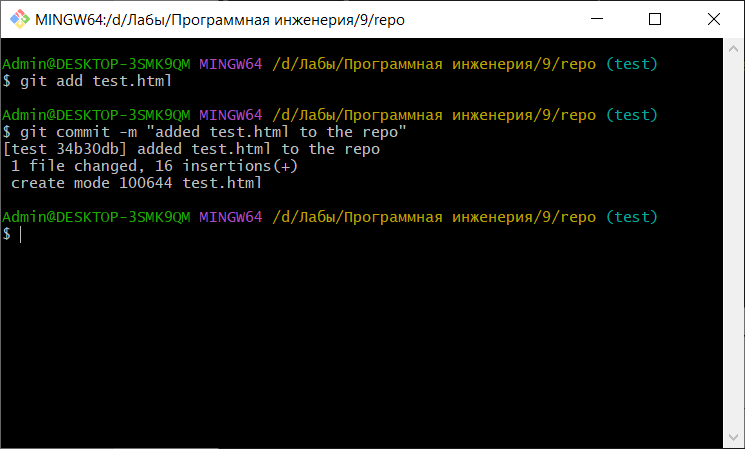 MINGW64:/d/Лабы/Программная инженерия/9/repo
Admin@DESKTOP-3SMK9QM MINGW64 /d/Лабы/Программная инженерия/9/repo (test)
$ git add test.html
Admin@DESKTOP-3SMK9QM MINGW64 /d/Лабы/Программная инженерия/9/repo (test)
$ git commit -m "added test.html to the repo"
[test 34b30db] added test.html to the repo
1 file changed, 16 insertions(+)
create mode 100644 test.html
Admin@DESKTOP-3SMK9QM MINGW64 /d/Лабы/Программная инженерия/9/repo (test)
$